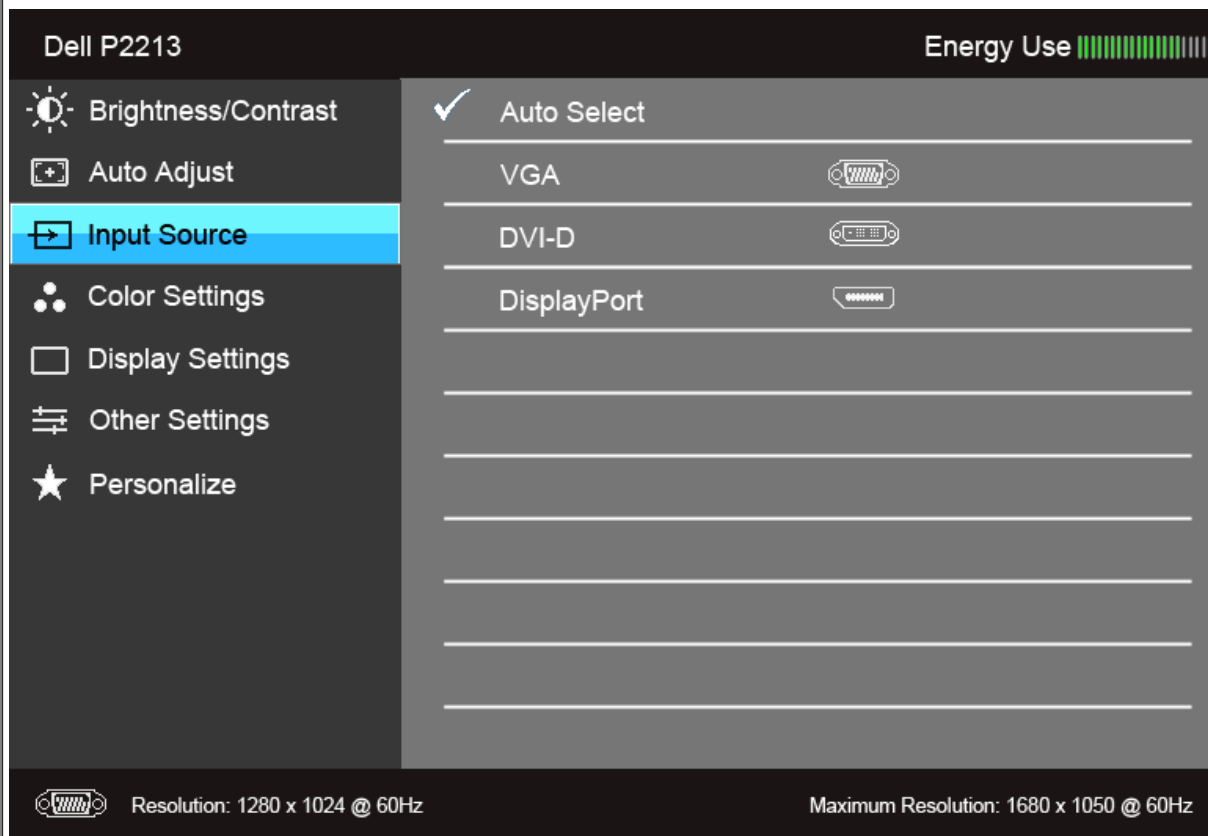 Dell P2213
Energy Use
Brightness/Contrast
Auto Adjust
Input Source
Color Settings
Display Settings
Other Settings
Personalize
Auto Select
VGA
DVI-D
DisplayPort
Resolution: 1280 x 1024 @ 60Hz
Maximum Resolution: 1680 x 1050 @ 60Hz